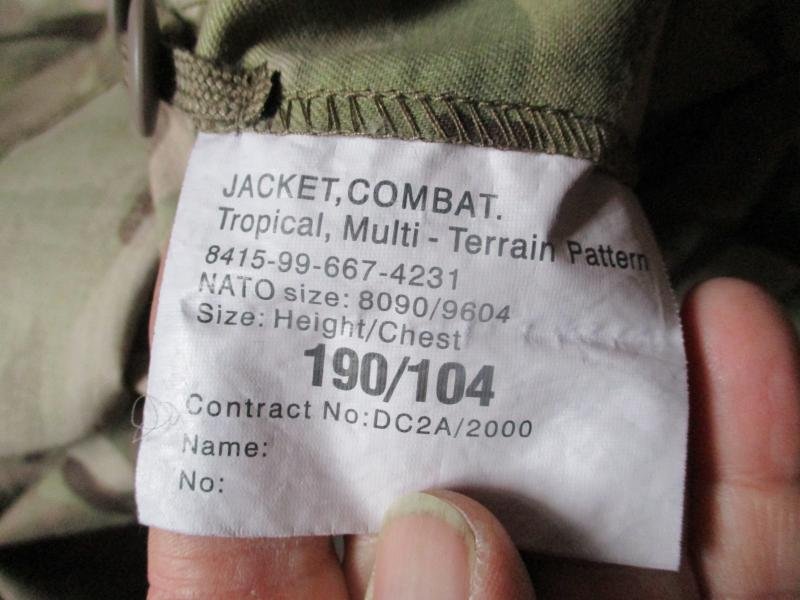 JACKET,COMBAT.
Tropical, Multi - Terrain Pattern
8415-99-667-4231
NATO size: 8090/9604
Size: Height/Chest
190/104
Contract No:DC2A/2000
Name:
No: